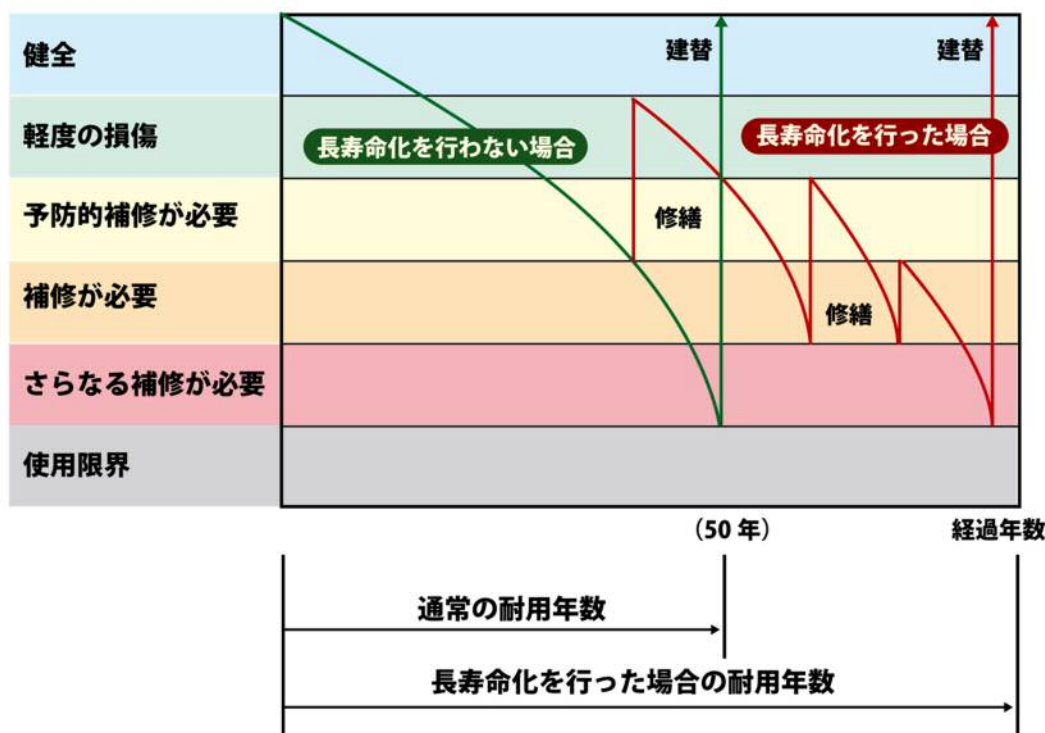 健全
建替
建替
軽度の損傷
長寿命化を行わない場合
長寿命化を行った場合
予防的補修が必要
修繕
補修が必要
修繕
さらなる補修が必要
使用限界
(50年)
経過年数
通常の耐用年数
長寿命化を行った場合の耐用年数